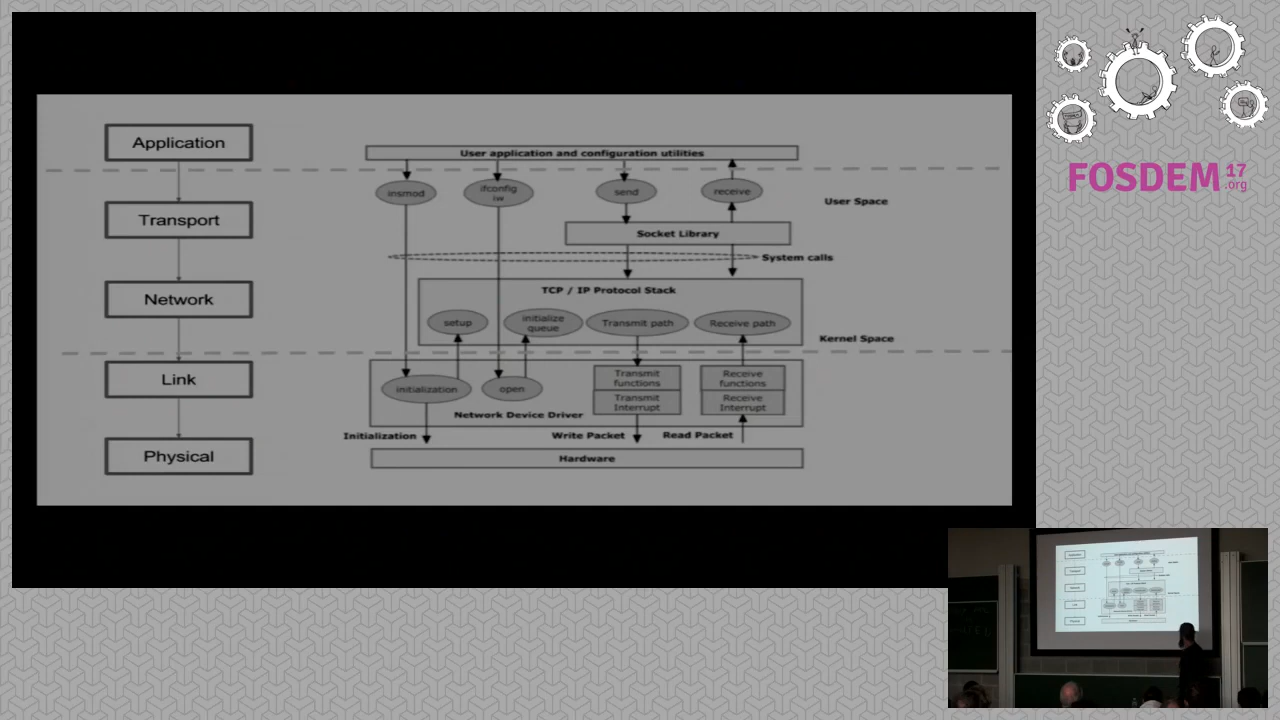 Application
Transport
Network
Link
Physical
User application and configuration utilities
insmod
ifconfig
iw
send
receive
User Space
Socket Library
System calls
TCP / IP Protocol Stack
setup
initialize
queue
Transmit path
Receive path
Kernel Space
initialization
open
Transmit
functions
Transmit
Interrupt
Receive
functions
Receive
Interrupt
Network Device Driver
Initialization
Write Packet
Read Packet
Hardware
FOSDEM 17
.org